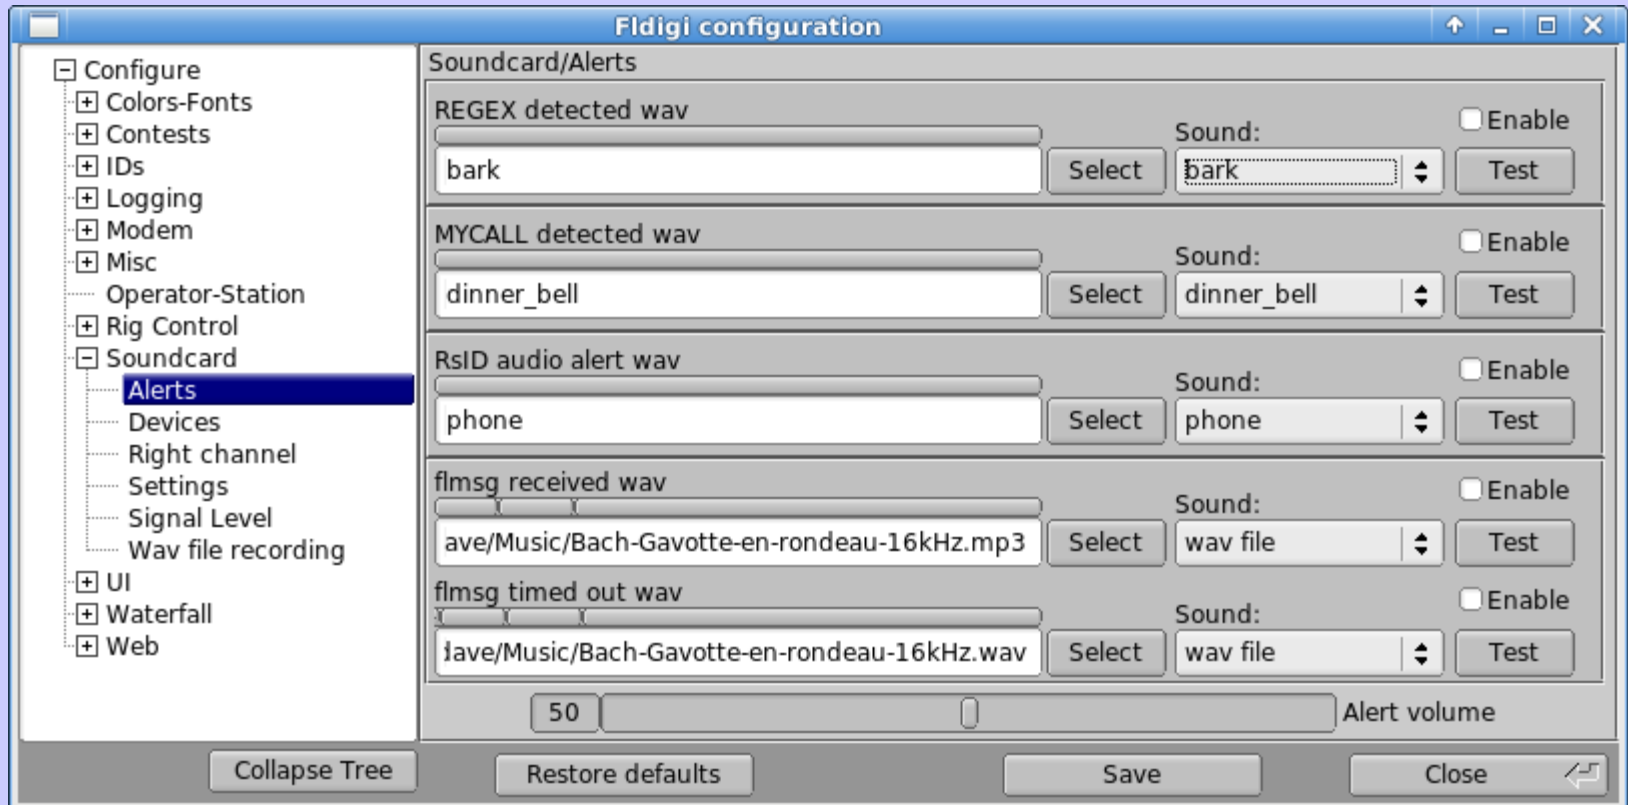 Fldigi configuration
Configure
Colors-Fonts
Contests
IDs
Logging
Modem
Misc
Operator-Station
Rig Control
Soundcard
Alerts
Devices
Right channel
Settings
Signal Level
Wav file recording
UI
Waterfall
Web
Soundcard/Alerts
REGEX detected wav
Sound:
Enable
bark
Select
bark
Test
MYCALL detected wav
Sound:
Enable
dinner_bell
Select
dinner_bell
Test
RsID audio alert wav
Sound:
Enable
phone
Select
phone
Test
flmsg received wav
Sound:
Enable
ave/Music/Bach-Gavotte-en-rondeau-16kHz.mp3
Select
wav file
Test
flmsg timed out wav
Sound:
Enable
dave/Music/Bach-Gavotte-en-rondeau-16kHz.wav
Select
wav file
Test
50
Alert volume
Collapse Tree
Restore defaults
Save
Close